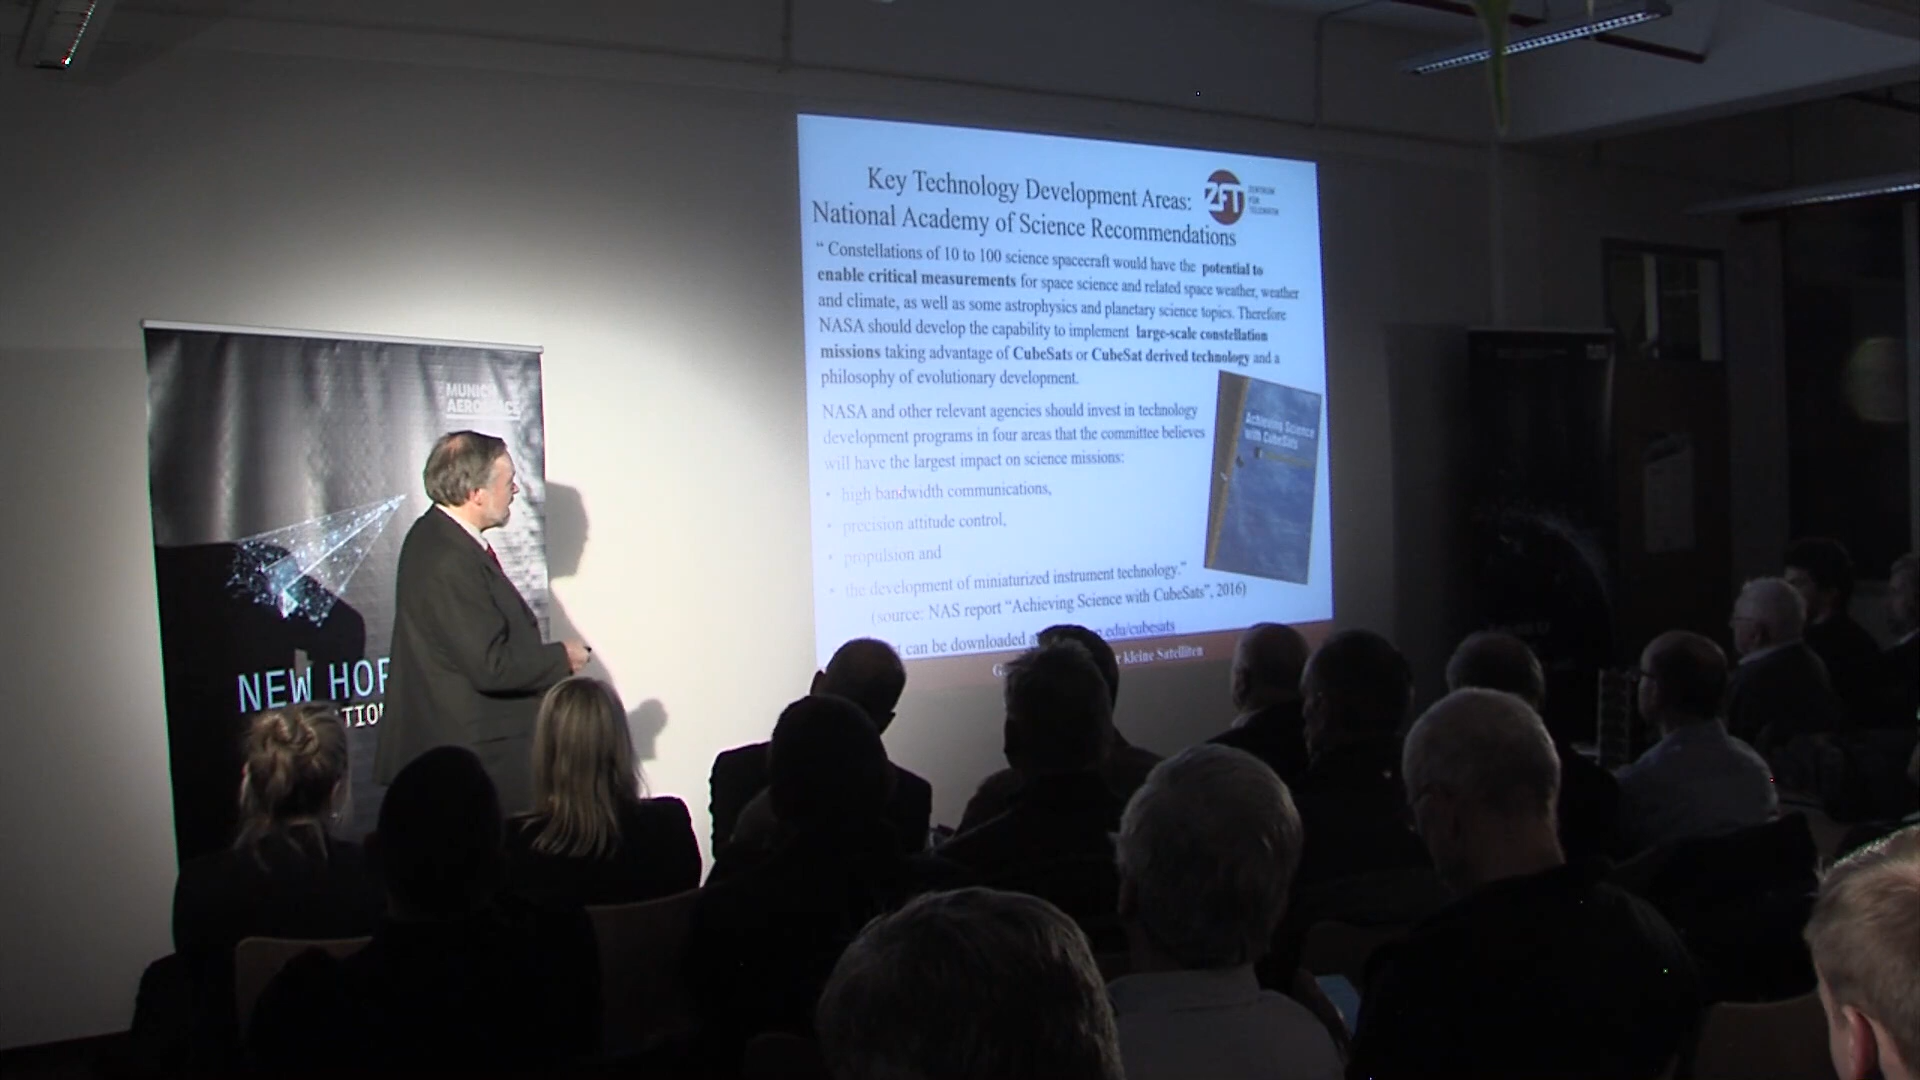 Key Technology Development Areas:
National Academy of Science Recommendations
ZFT
ZENTRUM
FÜR
TELEMATIK
“ Constellations of 10 to 100 science spacecraft would have the potential to
enable critical measurements for space science and related space weather, weather
and climate, as well as some astrophysics and planetary science topics. Therefore
NASA should develop the capability to implement large-scale constellation
missions taking advantage of CubeSats or CubeSat derived technology and a
philosophy of evolutionary development.
NASA and other relevant agencies should invest in technology
development programs in four areas that the committee believes
will have the largest impact on science missions:
• high bandwidth communications,
• precision attitude control,
• propulsion and
• the development of miniaturized instrument technology.”
(source: NAS report “Achieving Science with CubeSats”, 2016)
can be downloaded
edu/cubesats
kleine Satelliten
Achieving Science
with CubeSats
MUNICH
AEROSPACE
NEW HOR
TIO